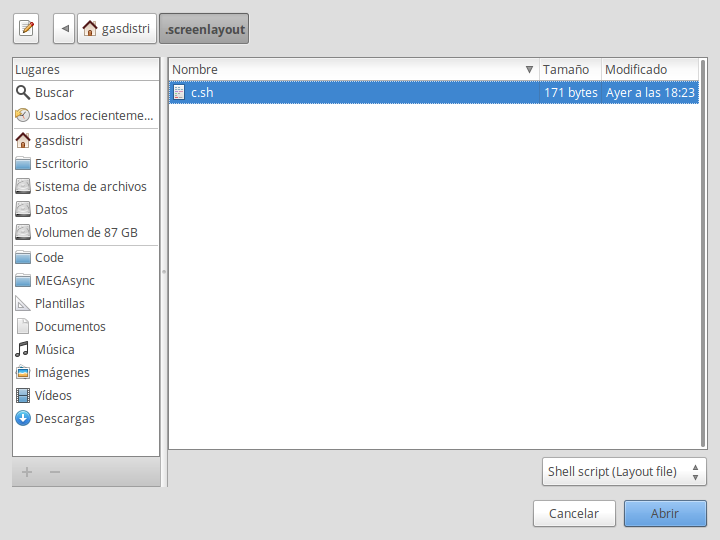 gasdistri
.screenlayout
Lugares
Buscar
Usados recienteme...
gasdistri
Escritorio
Sistema de archivos
Datos
Volumen de 87 GB
Code
MEGAsync
Plantillas
Documentos
Música
Imágenes
Vídeos
Descargas
Nombre Tamaño Modificado
c.sh 171 bytes Ayer a las 18:23
Shell script (Layout file)
Cancelar Abrir